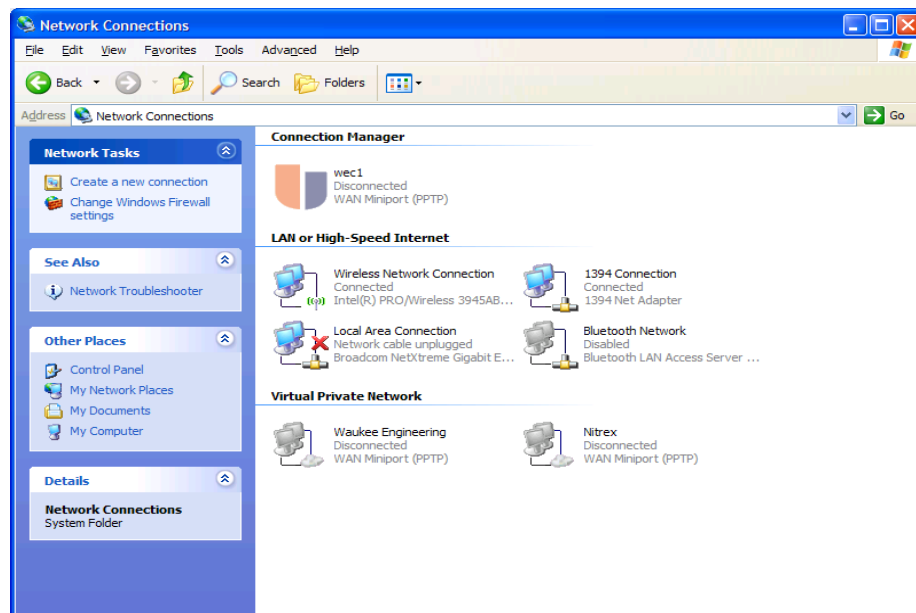 Network Connections
File Edit View Favorites Tools Advanced Help
Back Search Folders
Address Network Connections Go
Network Tasks
Create a new connection
Change Windows Firewall
settings
See Also
Network Troubleshooter
Other Places
Control Panel
My Network Places
My Documents
My Computer
Details
Network Connections
System Folder
Connection Manager
wec1
Disconnected
WAN Miniport (PPTP)
LAN or High-Speed Internet
Wireless Network Connection
Connected
Intel(R) PRO/Wireless 3945AB...
1394 Connection
Connected
1394 Net Adapter
Local Area Connection
Network cable unplugged
Broadcom NetXtreme Gigabit E...
Bluetooth Network
Disabled
Bluetooth LAN Access Server ...
Virtual Private Network
Waukee Engineering
Disconnected
WAN Miniport (PPTP)
Nitrex
Disconnected
WAN Miniport (PPTP)